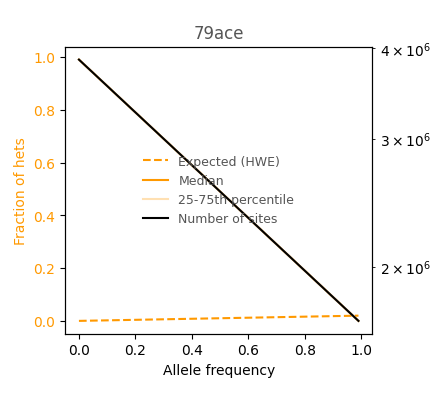 79ace
Fraction of hets
1.0
0.8
0.6
0.4
0.2
0.0
4 × 10⁶
3 × 10⁶
2 × 10⁶
Expected (HWE)
Median
25-75th percentile
Number of sites
0.0 0.2 0.4 0.6 0.8 1.0
Allele frequency